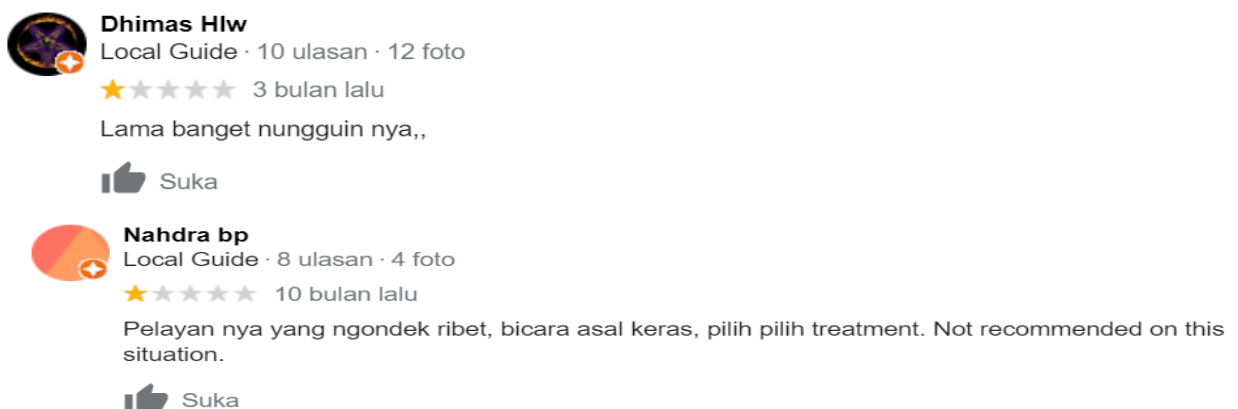 Dhimas Hlw
Local Guide · 10 ulasan · 12 foto
3 bulan lalu
Lama banget nungguin nya,,
Suka
Nahdra bp
Local Guide · 8 ulasan · 4 foto
10 bulan lalu
Pelayan nya yang ngondek ribet, bicara asal keras, pilih pilih treatment. Not recommended on this
situation.
Suka